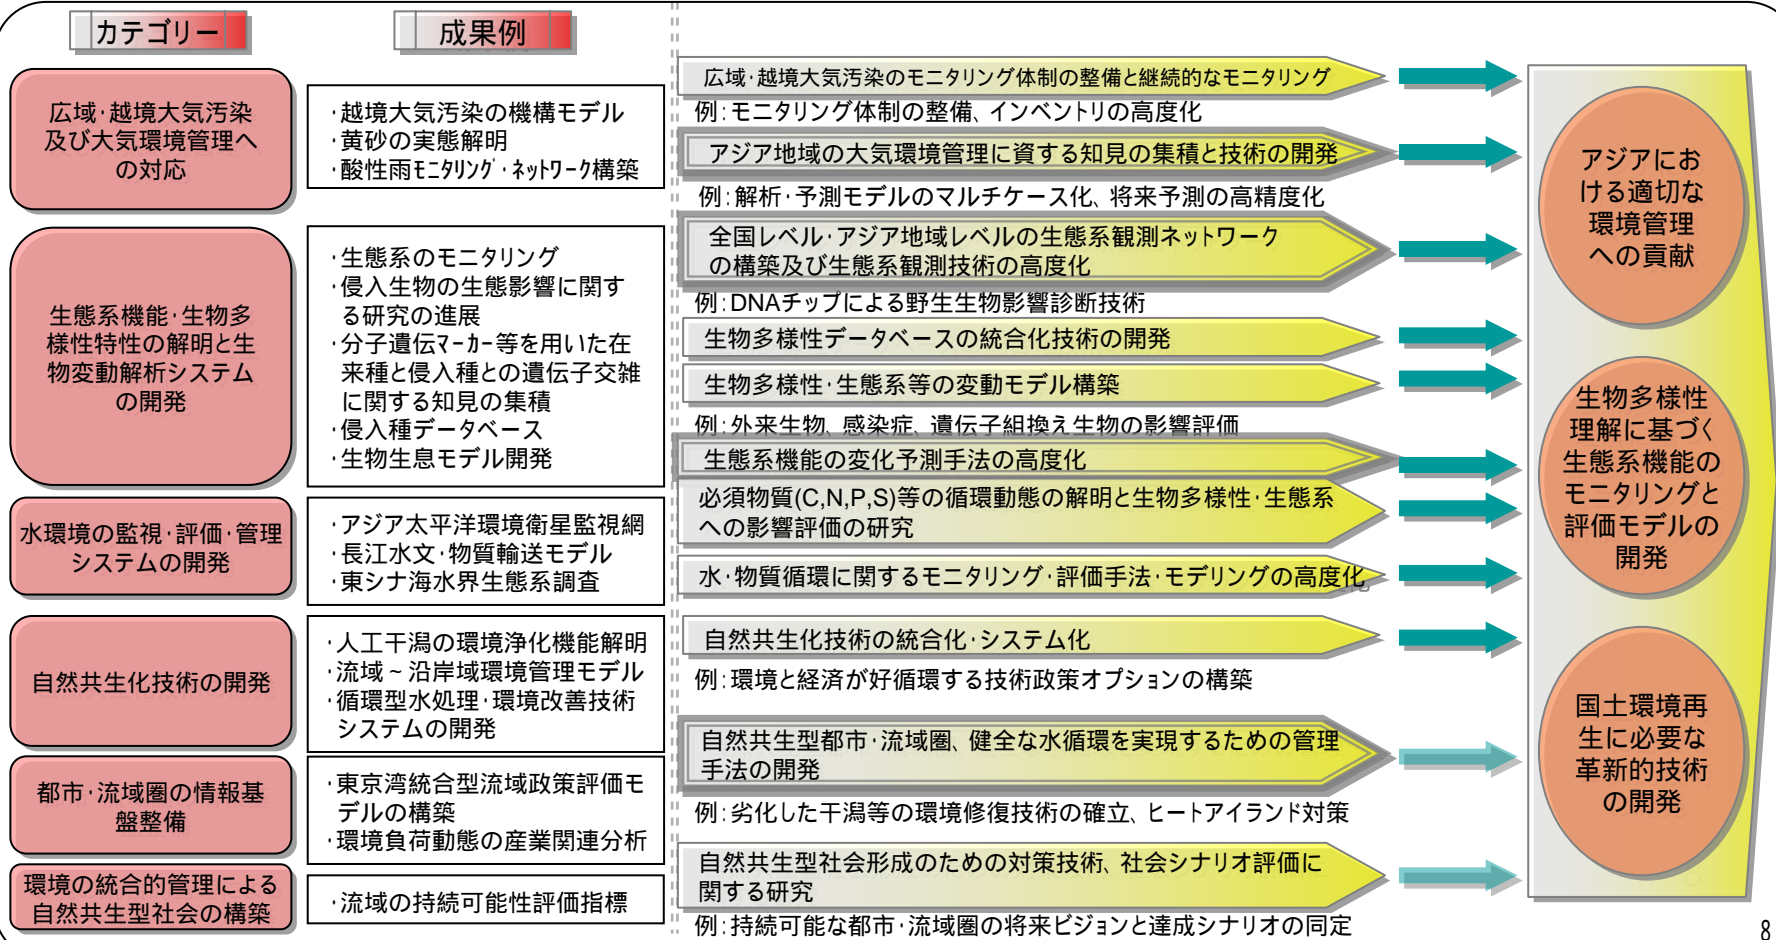 カテゴリー
成果例
広域･越境大気汚染
及び大気環境管理へ
の対応
･越境大気汚染の機構モデル
･黄砂の実態解明
･酸性雨ﾓﾆﾀﾘﾝｸﾞ･ﾈｯﾄﾜｰｸ構築
生態系機能･生物多
様性特性の解明と生
物変動解析システム
の開発
･生態系のモニタリング
･侵入生物の生態影響に関す
る研究の進展
･分子遺伝ﾏｰｶｰ等を用いた在
来種と侵入種との遺伝子交雑
に関する知見の集積
･侵入種データベース
･生物生息モデル開発
水環境の監視･評価･管理
システムの開発
･アジア太平洋環境衛星監視網
･長江水文･物質輸送モデル
･東シナ海水界生態系調査
自然共生化技術の開発
･人工干潟の環境浄化機能解明
･流域～沿岸域環境管理モデル
･循環型水処理･環境改善技術
システムの開発
都市･流域圏の情報基
盤整備
･東京湾統合型流域政策評価モ
デルの構築
･環境負荷動態の産業関連分析
環境の統合的管理による
自然共生型社会の構築
･流域の持続可能性評価指標
広域･越境大気汚染のモニタリング体制の整備と継続的なモニタリング
例:モニタリング体制の整備、インベントリの高度化
アジア地域の大気環境管理に資する知見の集積と技術の開発
例:解析･予測モデルのマルチケース化、将来予測の高精度化
全国レベル･アジア地域レベルの生態系観測ネットワーク
の構築及び生態系観測技術の高度化
例:DNAチップによる野生生物影響診断技術
生物多様性データベースの統合化技術の開発
生物多様性･生態系等の変動モデル構築
例:外来生物、感染症、遺伝子組換え生物の影響評価
生態系機能の変化予測手法の高度化
必須物質(C,N,P,S)等の循環動態の解明と生物多様性･生態系
への影響評価の研究
水･物質循環に関するモニタリング･評価手法･モデリングの高度化
自然共生化技術の統合化･システム化
例:環境と経済が好循環する技術政策オプションの構築
自然共生型都市･流域圏、健全な水循環を実現するための管理
手法の開発
例:劣化した干潟等の環境修復技術の確立、ヒートアイランド対策
自然共生型社会形成のための対策技術、社会シナリオ評価に
関する研究
例:持続可能な都市･流域圏の将来ビジョンと達成シナリオの同定
アジアにお
ける適切な
環境管理
への貢献
生物多様性
理解に基づく
生態系機能の
モニタリングと
評価モデルの
開発
国土環境再
生に必要な
革新的技術
の開発
8